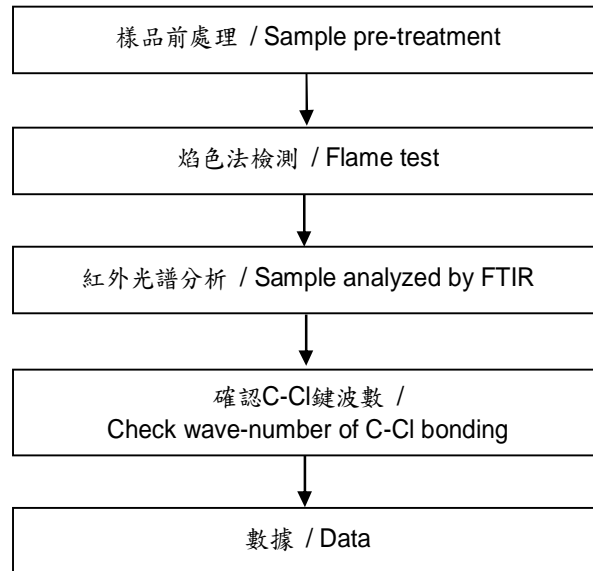 樣品前處理 / Sample pre-treatment
焰色法檢測 / Flame test
紅外光譜分析 / Sample analyzed by FTIR
確認C-Cl鍵波數 /
Check wave-number of C-Cl bonding
數據 / Data